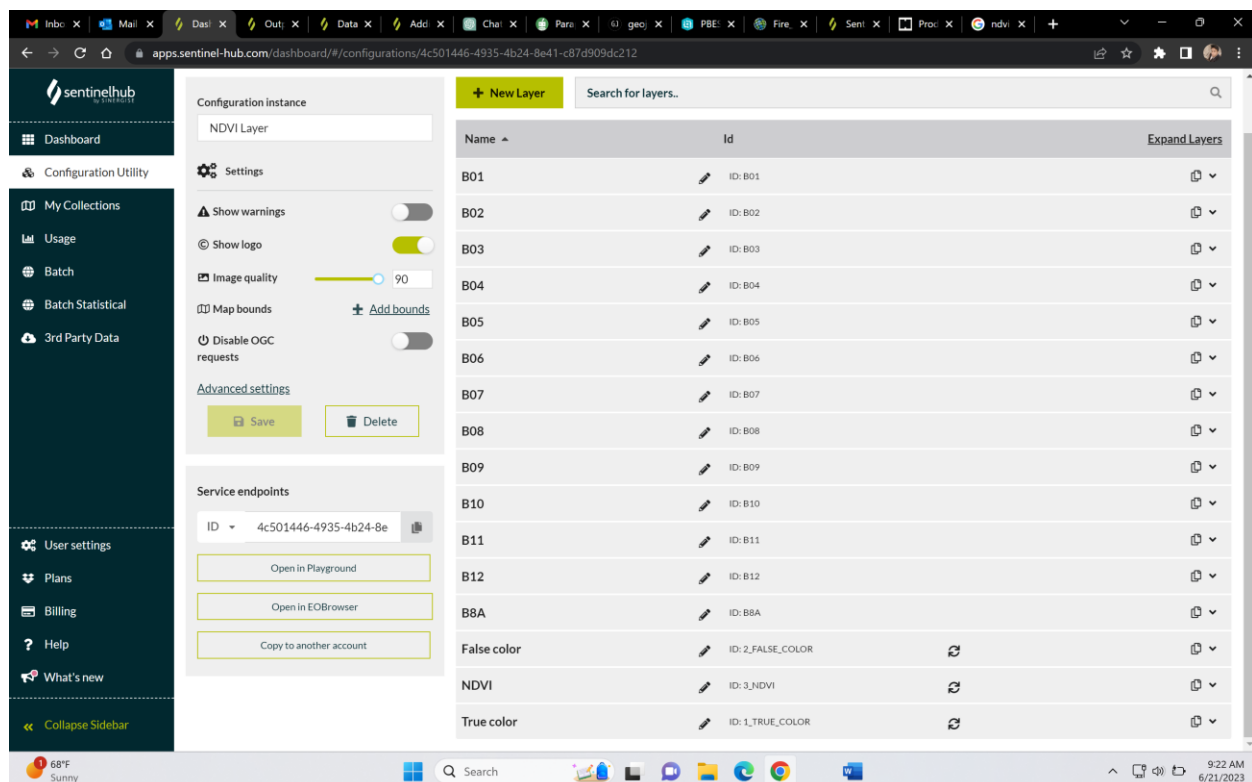 Inbo
Mail
Dasl
Outp
Data
Add
Chat
Para
geoj
PBES
Fire_
Sent
Prod
ndvi
apps.sentinel-hub.com/dashboard/#/configurations/4c501446-4935-4b24-8e41-c87d909dc212
sentinelhub
by SINERGISE
Dashboard
Configuration Utility
My Collections
Usage
Batch
Batch Statistical
3rd Party Data
User settings
Plans
Billing
Help
What's new
Collapse Sidebar
Configuration instance
NDVI Layer
Settings
Show warnings
Show logo
Image quality 90
Map bounds + Add bounds
Disable OGC
requests
Advanced settings
Save Delete
Service endpoints
ID 4c501446-4935-4b24-8e
Open in Playground
Open in EOBrowser
Copy to another account
+ New Layer Search for layers..
Name Id Expand Layers
B01 ID: B01
B02 ID: B02
B03 ID: B03
B04 ID: B04
B05 ID: B05
B06 ID: B06
B07 ID: B07
B08 ID: B08
B09 ID: B09
B10 ID: B10
B11 ID: B11
B12 ID: B12
B8A ID: B8A
False color ID: 2_FALSE_COLOR
NDVI ID: 3_NDVI
True color ID: 1_TRUE_COLOR
1
68°F
Sunny
Search
9:22 AM
6/21/2023